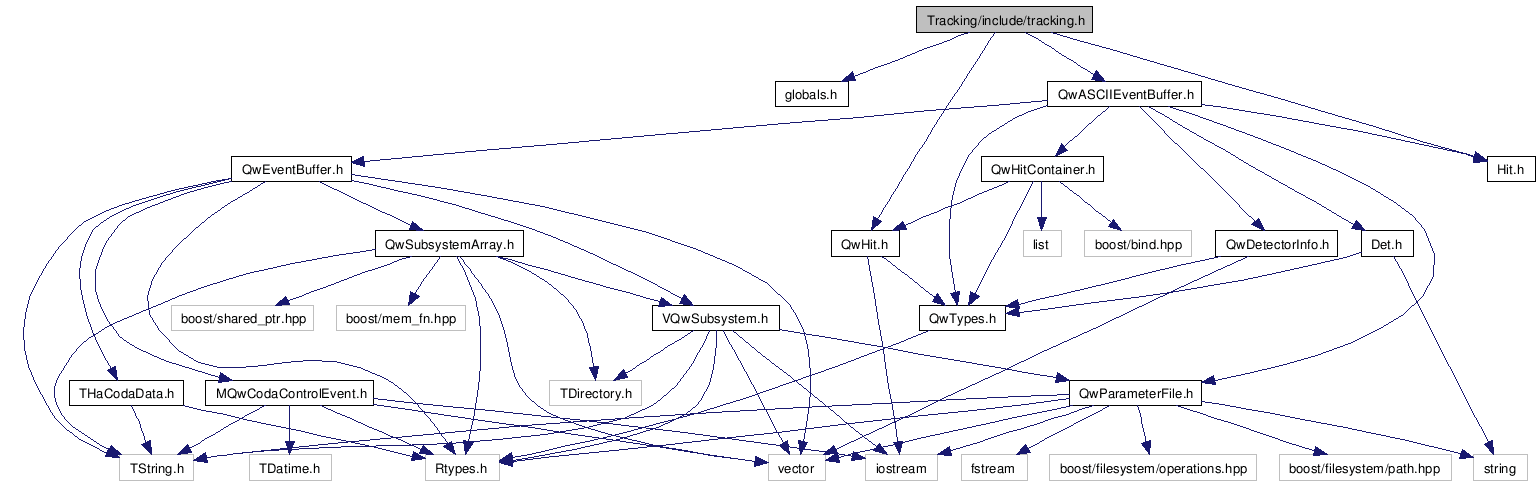 Tracking/include/tracking.h
globals.h
QwASCIIEventBuffer.h
QwEventBuffer.h
QwHitContainer.h
Hit.h
QwSubsystemArray.h
QwHit.h
list
boost/bind.hpp
QwDetectorInfo.h
Det.h
boost/shared_ptr.hpp
boost/mem_fn.hpp
VQwSubsystem.h
QwTypes.h
THaCodaData.h
MQwCodaControlEvent.h
TDirectory.h
QwParameterFile.h
TString.h
TDatime.h
Rtypes.h
vector
iostream
fstream
boost/filesystem/operations.hpp
boost/filesystem/path.hpp
string